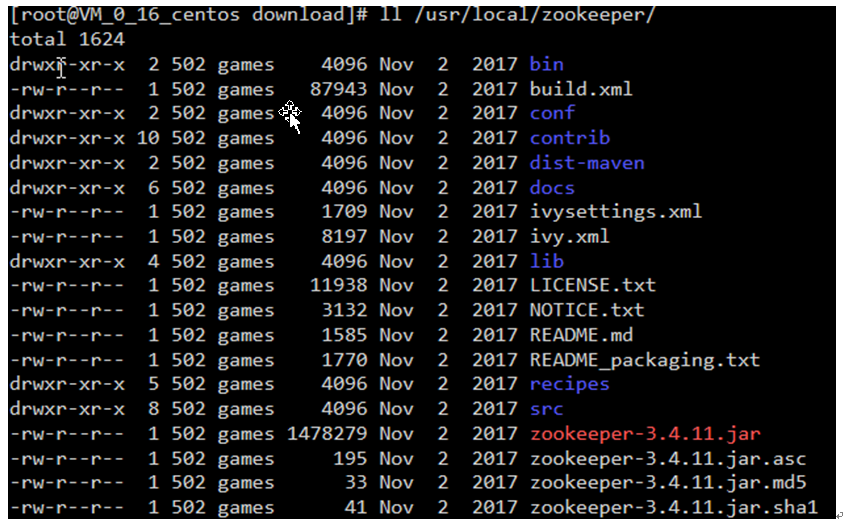 [root@VM_0_16_centos download]# ll /usr/local/zookeeper/
total 1624
drwxr-xr-x  2 502 games    4096 Nov  2  2017 bin
-rw-r--r--  1 502 games   87943 Nov  2  2017 build.xml
drwxr-xr-x  2 502 games    4096 Nov  2  2017 conf
drwxr-xr-x 10 502 games    4096 Nov  2  2017 contrib
drwxr-xr-x  2 502 games    4096 Nov  2  2017 dist-maven
drwxr-xr-x  6 502 games    4096 Nov  2  2017 docs
-rw-r--r--  1 502 games    1709 Nov  2  2017 ivysettings.xml
-rw-r--r--  1 502 games    8197 Nov  2  2017 ivy.xml
drwxr-xr-x  4 502 games    4096 Nov  2  2017 lib
-rw-r--r--  1 502 games   11938 Nov  2  2017 LICENSE.txt
-rw-r--r--  1 502 games    3132 Nov  2  2017 NOTICE.txt
-rw-r--r--  1 502 games    1585 Nov  2  2017 README.md
-rw-r--r--  1 502 games    1770 Nov  2  2017 README_packaging.txt
drwxr-xr-x  5 502 games    4096 Nov  2  2017 recipes
drwxr-xr-x  8 502 games    4096 Nov  2  2017 src
-rw-r--r--  1 502 games 1478279 Nov  2  2017 zookeeper-3.4.11.jar
-rw-r--r--  1 502 games     195 Nov  2  2017 zookeeper-3.4.11.jar.asc
-rw-r--r--  1 502 games      33 Nov  2  2017 zookeeper-3.4.11.jar.md5
-rw-r--r--  1 502 games      41 Nov  2  2017 zookeeper-3.4.11.jar.sha1